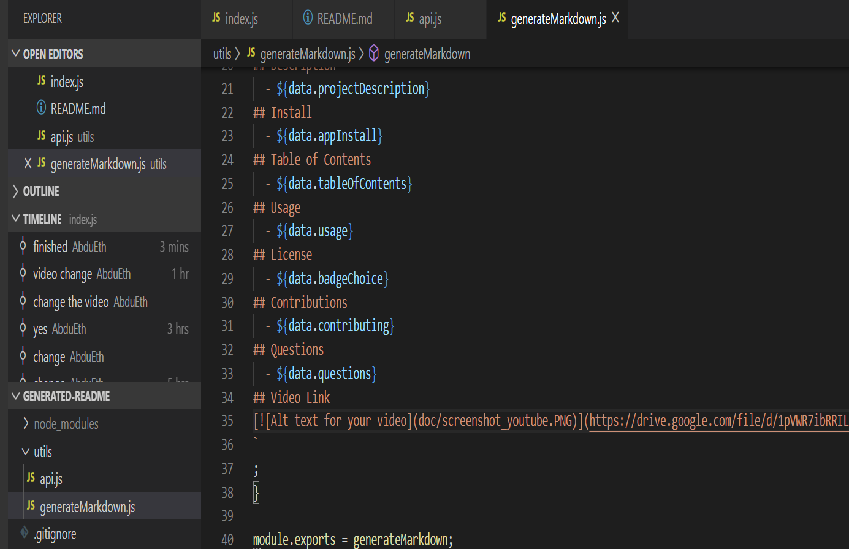 EXPLORER
OPEN EDITORS
JS index.js
README.md
JS api.js utils
X JS generateMarkdown.js utils
OUTLINE
TIMELINE index.js
finished AbduEth 3 mins
video change AbduEth 1 hr
change the video AbduEth
yes AbduEth 3 hrs
change AbduEth
GENERATED-README
node_modules
utils
JS api.js
JS generateMarkdown.js
.gitignore
JS index.js
README.md
JS api.js
JS generateMarkdown.js X
utils > JS generateMarkdown.js > generateMarkdown
21 - ${data.projectDescription}
22 ## Install
23 - ${data.appInstall}
24 ## Table of Contents
25 - ${data.tableOfContents}
26 ## Usage
27 - ${data.usage}
28 ## License
29 - ${data.badgeChoice}
30 ## Contributions
31 - ${data.contributing}
32 ## Questions
33 - ${data.questions}
34 ## Video Link
35 [![Alt text for your video](doc/screenshot_youtube.PNG)](https://drive.google.com/file/d/1pVWR7ibRRIL
36 `
37 ;
38 }
39
40 module.exports = generateMarkdown;